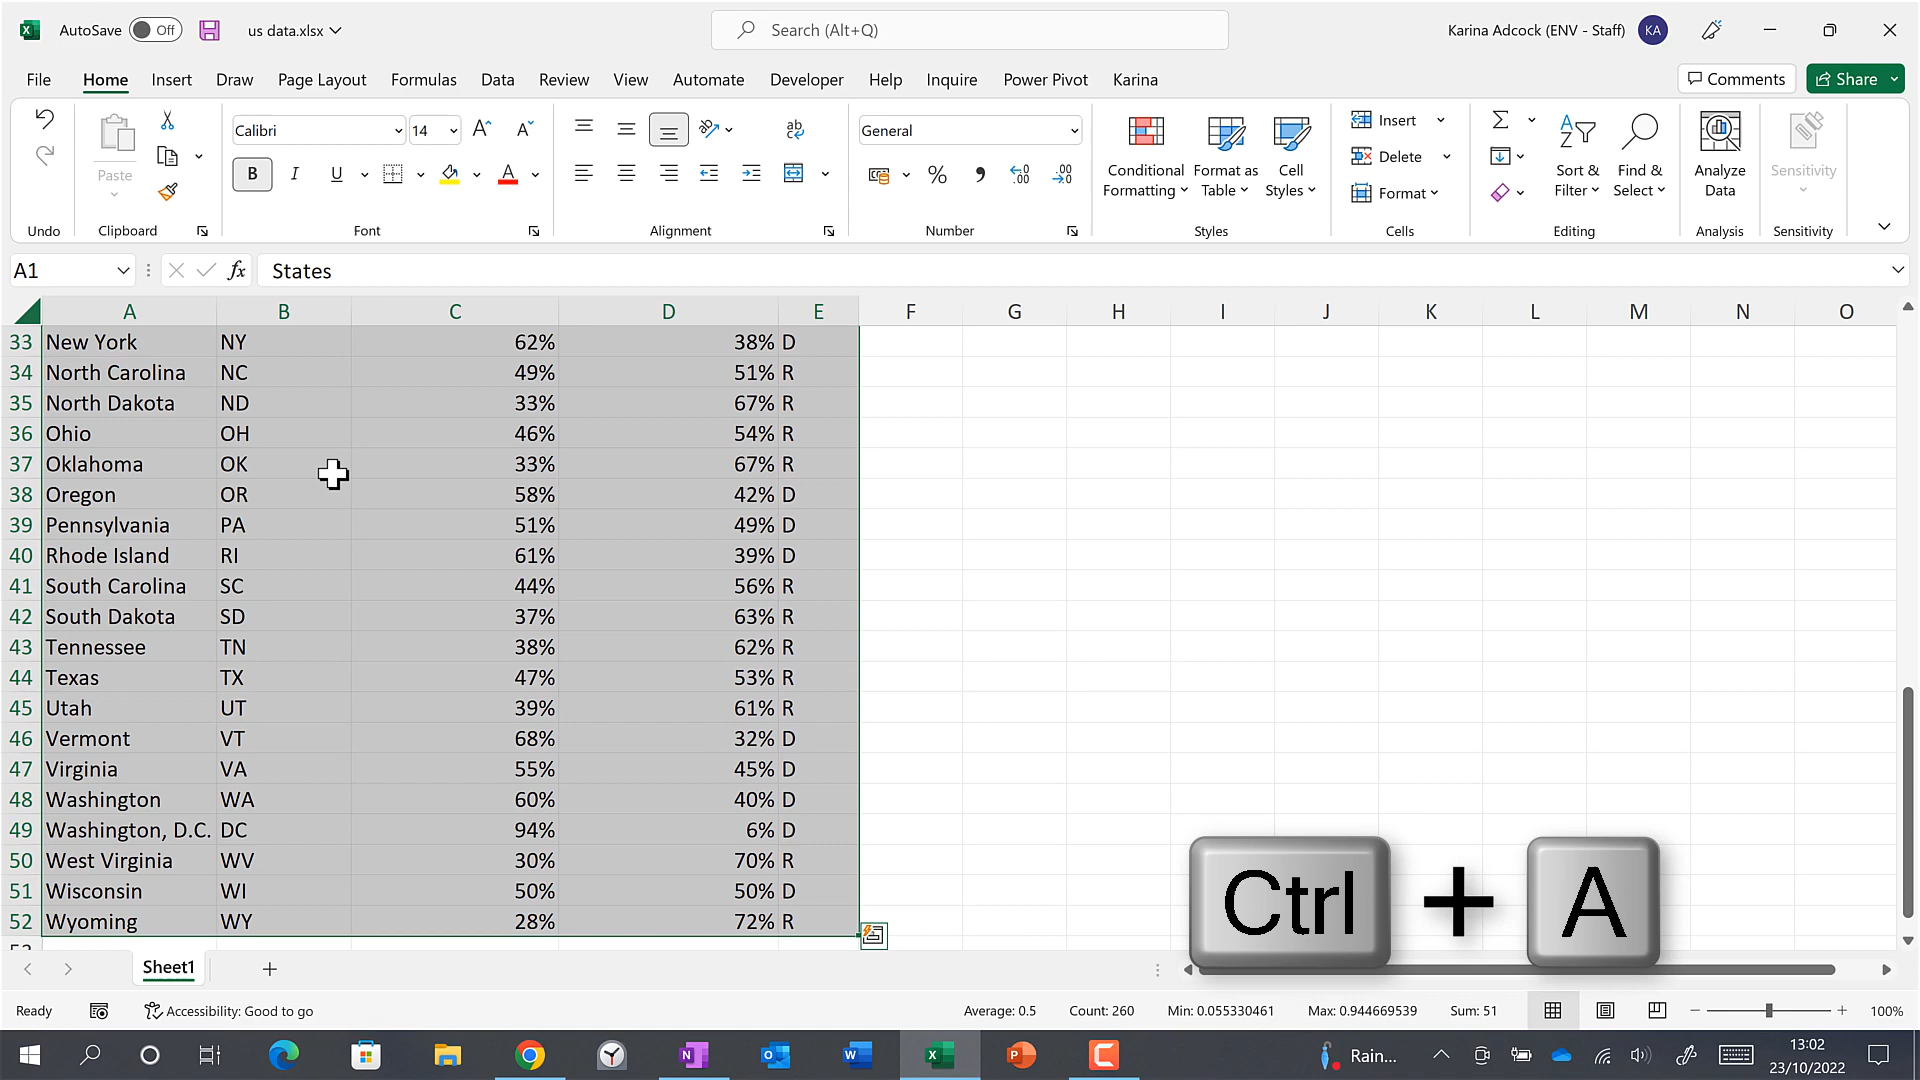 AutoSave Off us data.xlsx Search (Alt+Q) Karina Adcock (ENV - Staff) KA
File Home Insert Draw Page Layout Formulas Data Review View Automate Developer Help Inquire Power Pivot Karina Comments Share
Paste
Calibri 14
B I U A
General
Conditional Formatting
Format as Table
Cell Styles
Insert
Delete
Format
Sort & Filter
Find & Select
Analyze Data
Sensitivity
Undo Clipboard Font Alignment Number Styles Cells Editing Analysis Sensitivity
A1 fx States
A B C D E F G H I J K L M N O
33 New York NY 62% 38% D
34 North Carolina NC 49% 51% R
35 North Dakota ND 33% 67% R
36 Ohio OH 46% 54% R
37 Oklahoma OK 33% 67% R
38 Oregon OR 58% 42% D
39 Pennsylvania PA 51% 49% D
40 Rhode Island RI 61% 39% D
41 South Carolina SC 44% 56% R
42 South Dakota SD 37% 63% R
43 Tennessee TN 38% 62% R
44 Texas TX 47% 53% R
45 Utah UT 39% 61% R
46 Vermont VT 68% 32% D
47 Virginia VA 55% 45% D
48 Washington WA 60% 40% D
49 Washington, D.C. DC 94% 6% D
50 West Virginia WV 30% 70% R
51 Wisconsin WI 50% 50% D
52 Wyoming WY 28% 72% R
Ctrl + A
Sheet1
Ready Accessibility: Good to go Average: 0.5 Count: 260 Min: 0.055330461 Max: 0.944669539 Sum: 51 100%
Rain... 13:02
23/10/2022